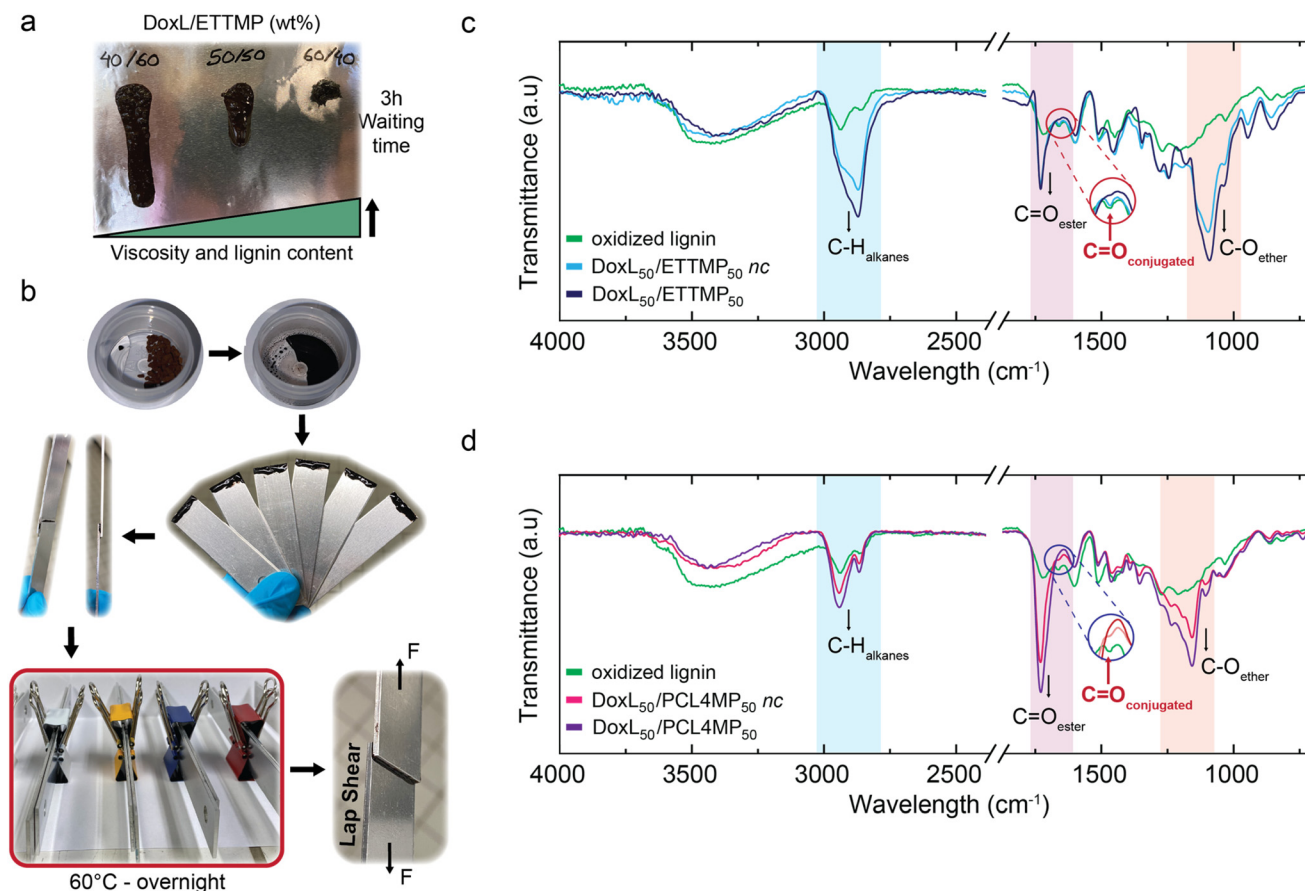 a
DoxL/ETTMP (wt%)
40/60 50/50 60/40
3h
Waiting
time
Viscosity and lignin content
b
60°C - overnight
F
Lap Shear
F
c
Transmittance (a.u)
oxidized lignin
DoxL50/ETTMP50 nc
DoxL50/ETTMP50
C-Halkanes
C=Oester
C=Oconjugated
C-Oether
4000 3500 3000 2500 1500 1000
Wavelength (cm-1)
d
Transmittance (a.u)
oxidized lignin
DoxL50/PCL4MP50 nc
DoxL50/PCL4MP50
C-Halkanes
C=Oester
C=Oconjugated
C-Oether
4000 3500 3000 2500 1500 1000
Wavelength (cm-1)